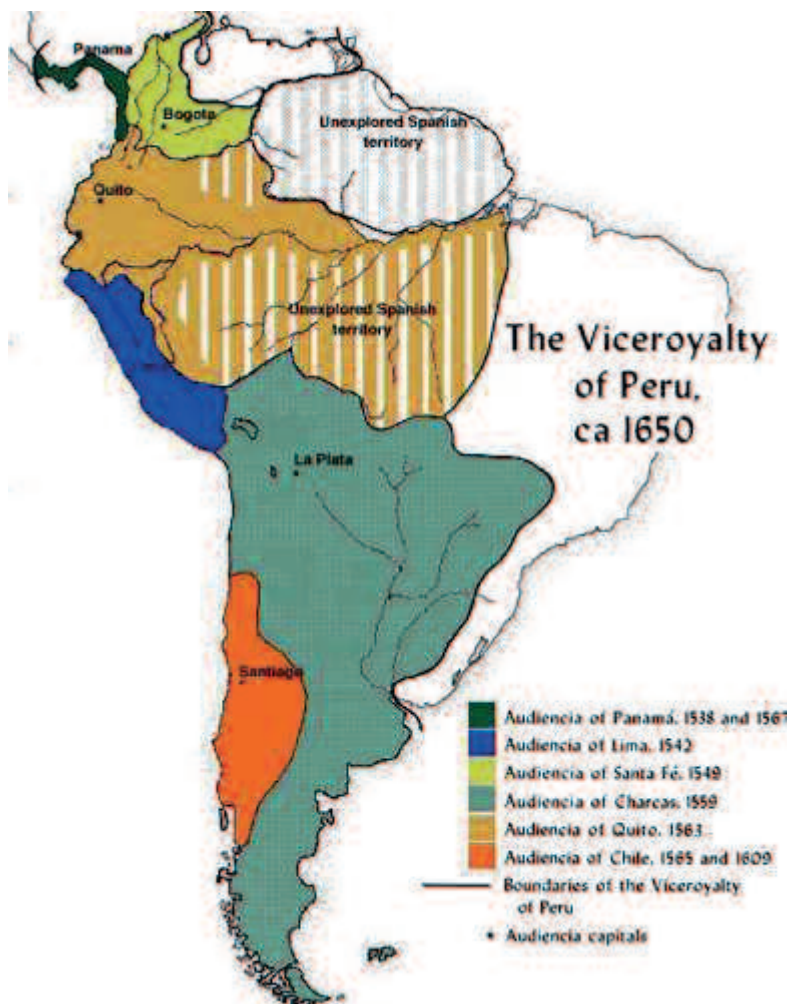 Panama
Bogota
Unexplored Spanish
territory
Quito
Unexplored Spanish
territory
The Viceroyalty
of Peru,
ca 1650
La Plata
Santiago
Audiencia of Panamá, 1538 and 1567
Audiencia of Lima, 1542
Audiencia of Santa Fé, 1549
Audiencia of Charcas, 1559
Audiencia of Quito, 1563
Audiencia of Chile, 1565 and 1609
Boundaries of the Viceroyalty
of Peru
Audiencia capitals